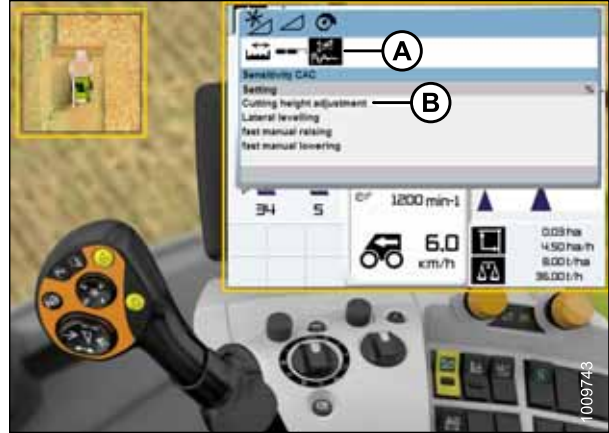 A
Sensitivity CAC
Setting %
Cutting height adjustment B
Lateral levelling
fast manual raising
fast manual lowering
34 5
1200 min-1
6.0
km/h
0.03 ha
4.50 ha/h
8.00 t/ha
36.00 t/h
1009743